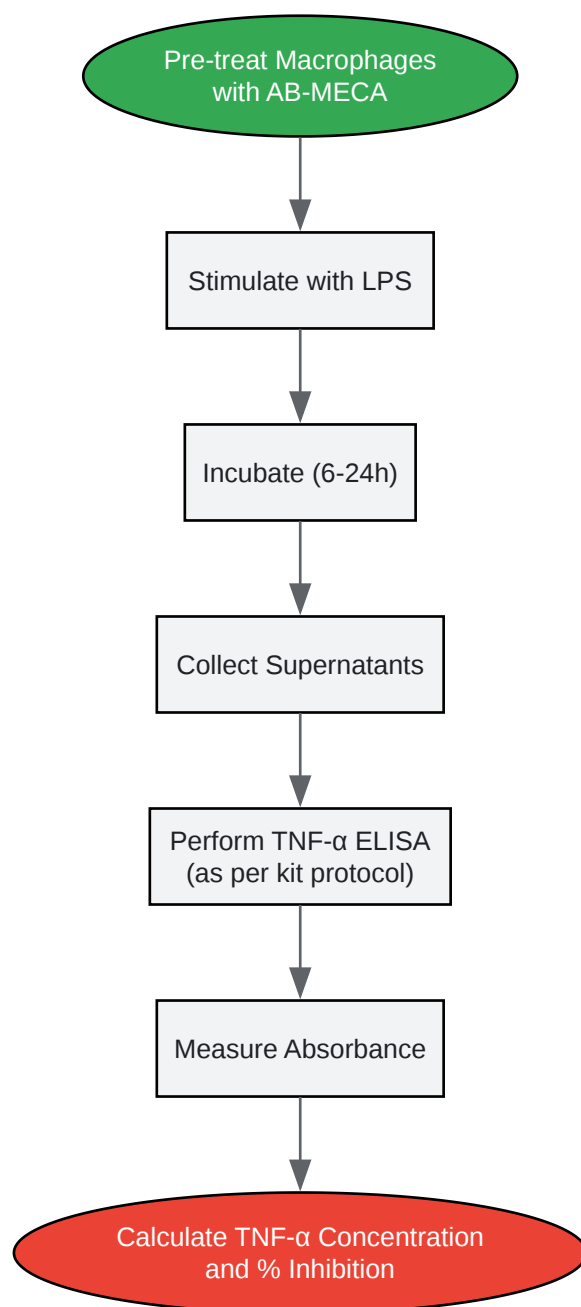 Pre-treat Macrophages
with AB-MECA
Stimulate with LPS
Incubate (6-24h)
Collect Supernatants
Perform TNF-α ELISA
(as per kit protocol)
Measure Absorbance
Calculate TNF-α Concentration
and % Inhibition